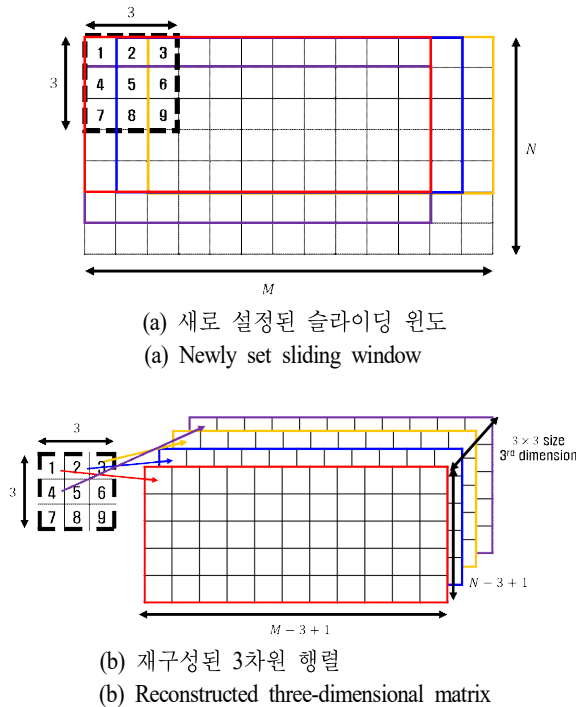 3
3
1 2 3
4 5 6
7 8 9
N
M
(a) 새로 설정된 슬라이딩 윈도
(a) Newly set sliding window
3
3
1 2 3
4 5 6
7 8 9
3 × 3 size
3rd dimension
N − 3 + 1
M − 3 + 1
(b) 재구성된 3차원 행렬
(b) Reconstructed three-dimensional matrix